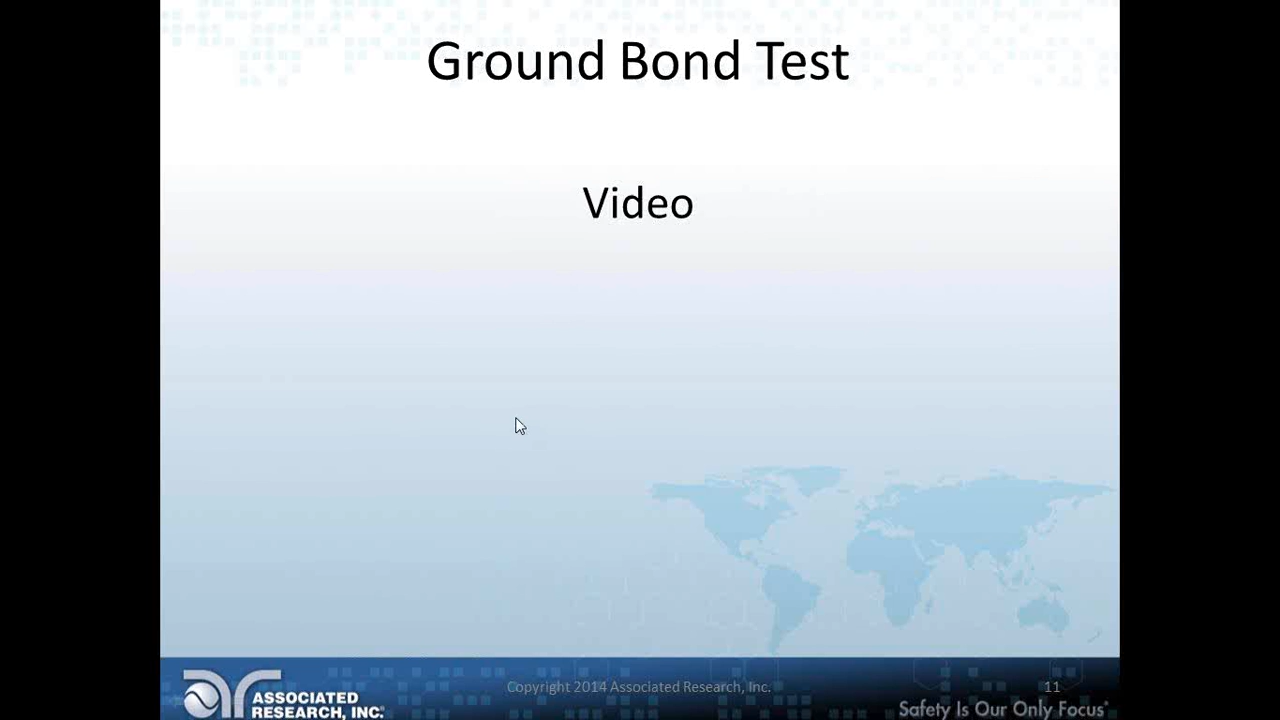 Ground Bond Test
Video
ASSOCIATED
RESEARCH, INC.
Copyright 2014 Associated Research, Inc.
11
Safety Is Our Only Focus®